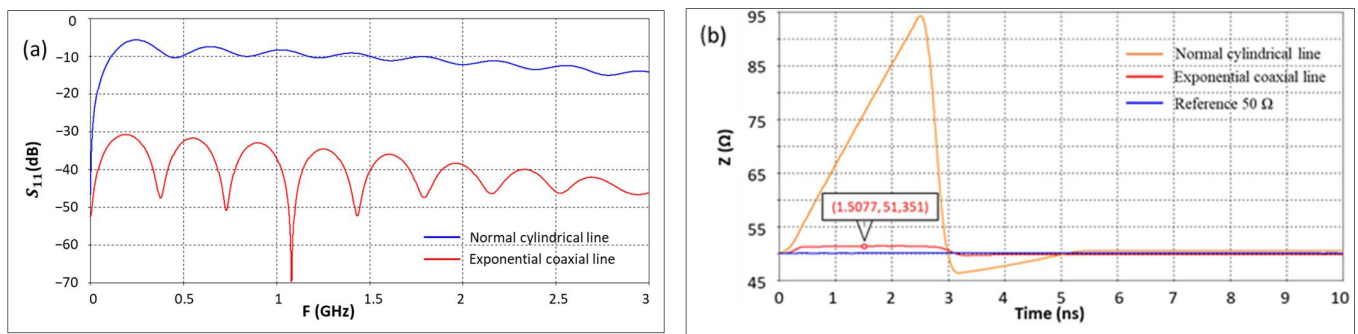 (a)
0
−10
−20
−30
−40
−50
−60
−70
S11(dB)
0 0.5 1 1.5 2 2.5 3
F (GHz)
Normal cylindrical line
Exponential coaxial line
(b)
95
85
75
65
55
45
Z (Ω)
0 1 2 3 4 5 6 7 8 9 10
Time (ns)
Normal cylindrical line
Exponential coaxial line
Reference 50 Ω
(1.5077, 51,351)